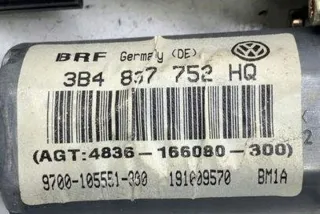 BRF Germany (DE)
3B4 837 752 HQ
(AGT:4836-166080-300)
9700-105551-300 191009570 BM1A